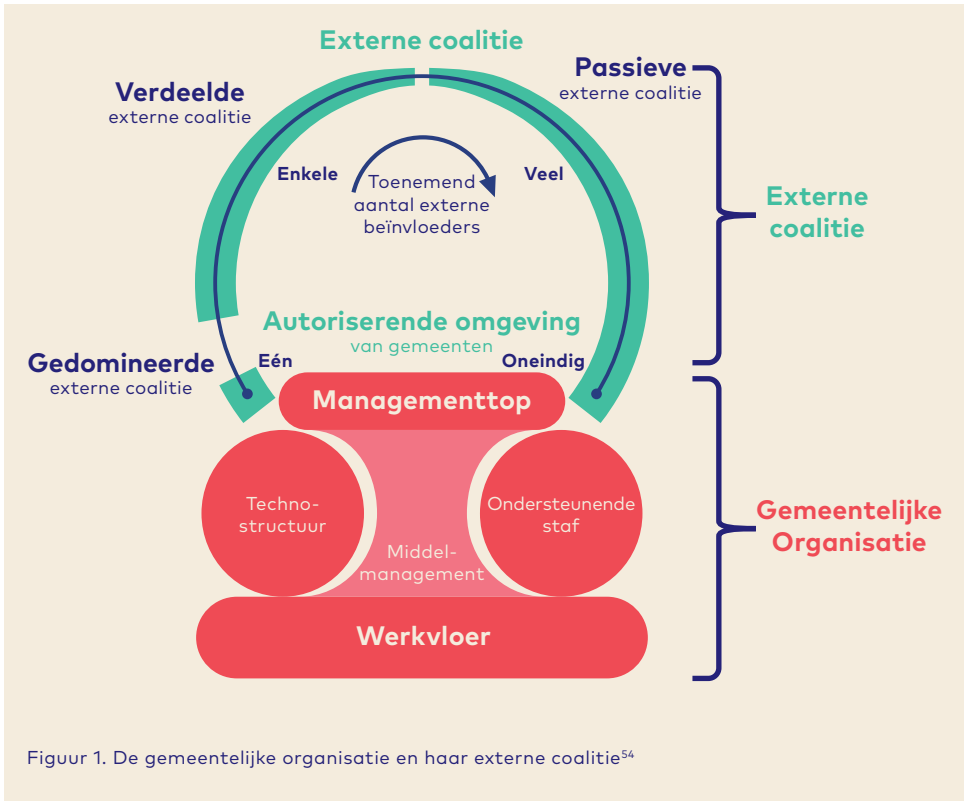 Externe coalitie
Verdeelde
externe coalitie
Passieve
externe coalitie
Enkele
Veel
Toenemend
aantal externe
beïnvloeders
Externe
coalitie
Autoriserende omgeving
van gemeenten
Eén
Oneindig
Gedomineerde
externe coalitie
Managementtop
Techno-
structuur
Ondersteunende
staf
Middel-
management
Gemeentelijke
Organisatie
Werkvloer
Figuur 1. De gemeentelijke organisatie en haar externe coalitie54